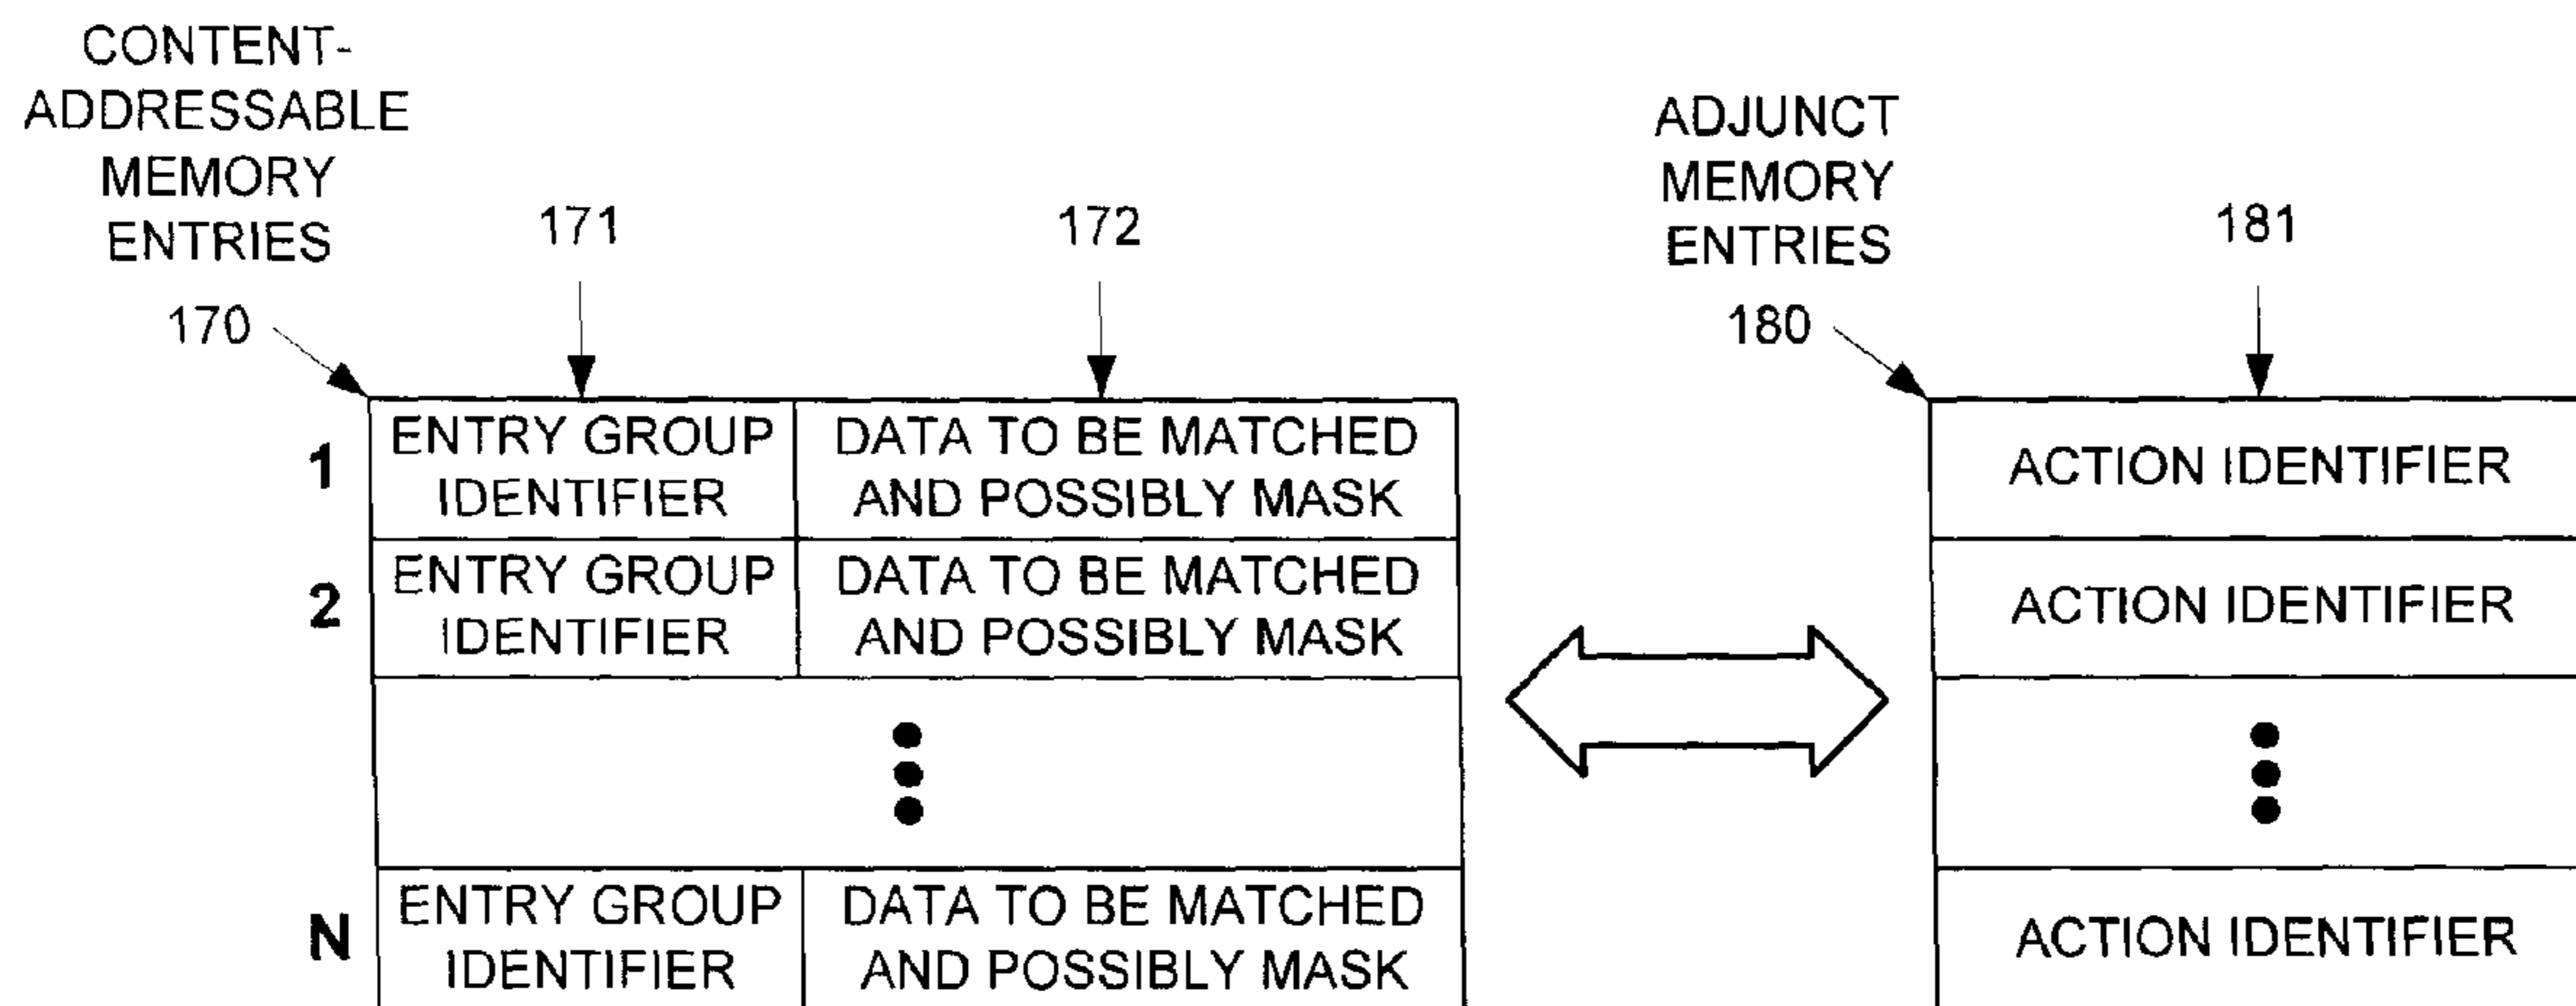 CONTENT-
ADDRESSABLE
MEMORY
ENTRIES
170
171
172
ADJUNCT
MEMORY
ENTRIES
180
181
1
ENTRY GROUP
IDENTIFIER
DATA TO BE MATCHED
AND POSSIBLY MASK
ACTION IDENTIFIER
2
ENTRY GROUP
IDENTIFIER
DATA TO BE MATCHED
AND POSSIBLY MASK
ACTION IDENTIFIER
N
ENTRY GROUP
IDENTIFIER
DATA TO BE MATCHED
AND POSSIBLY MASK
ACTION IDENTIFIER